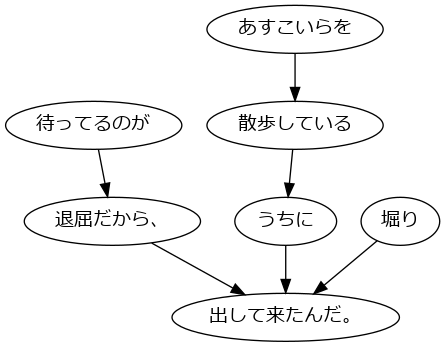 あすこいらを
待ってるのが
散歩している
退屈だから、
うちに
堀り
出して来たんだ。